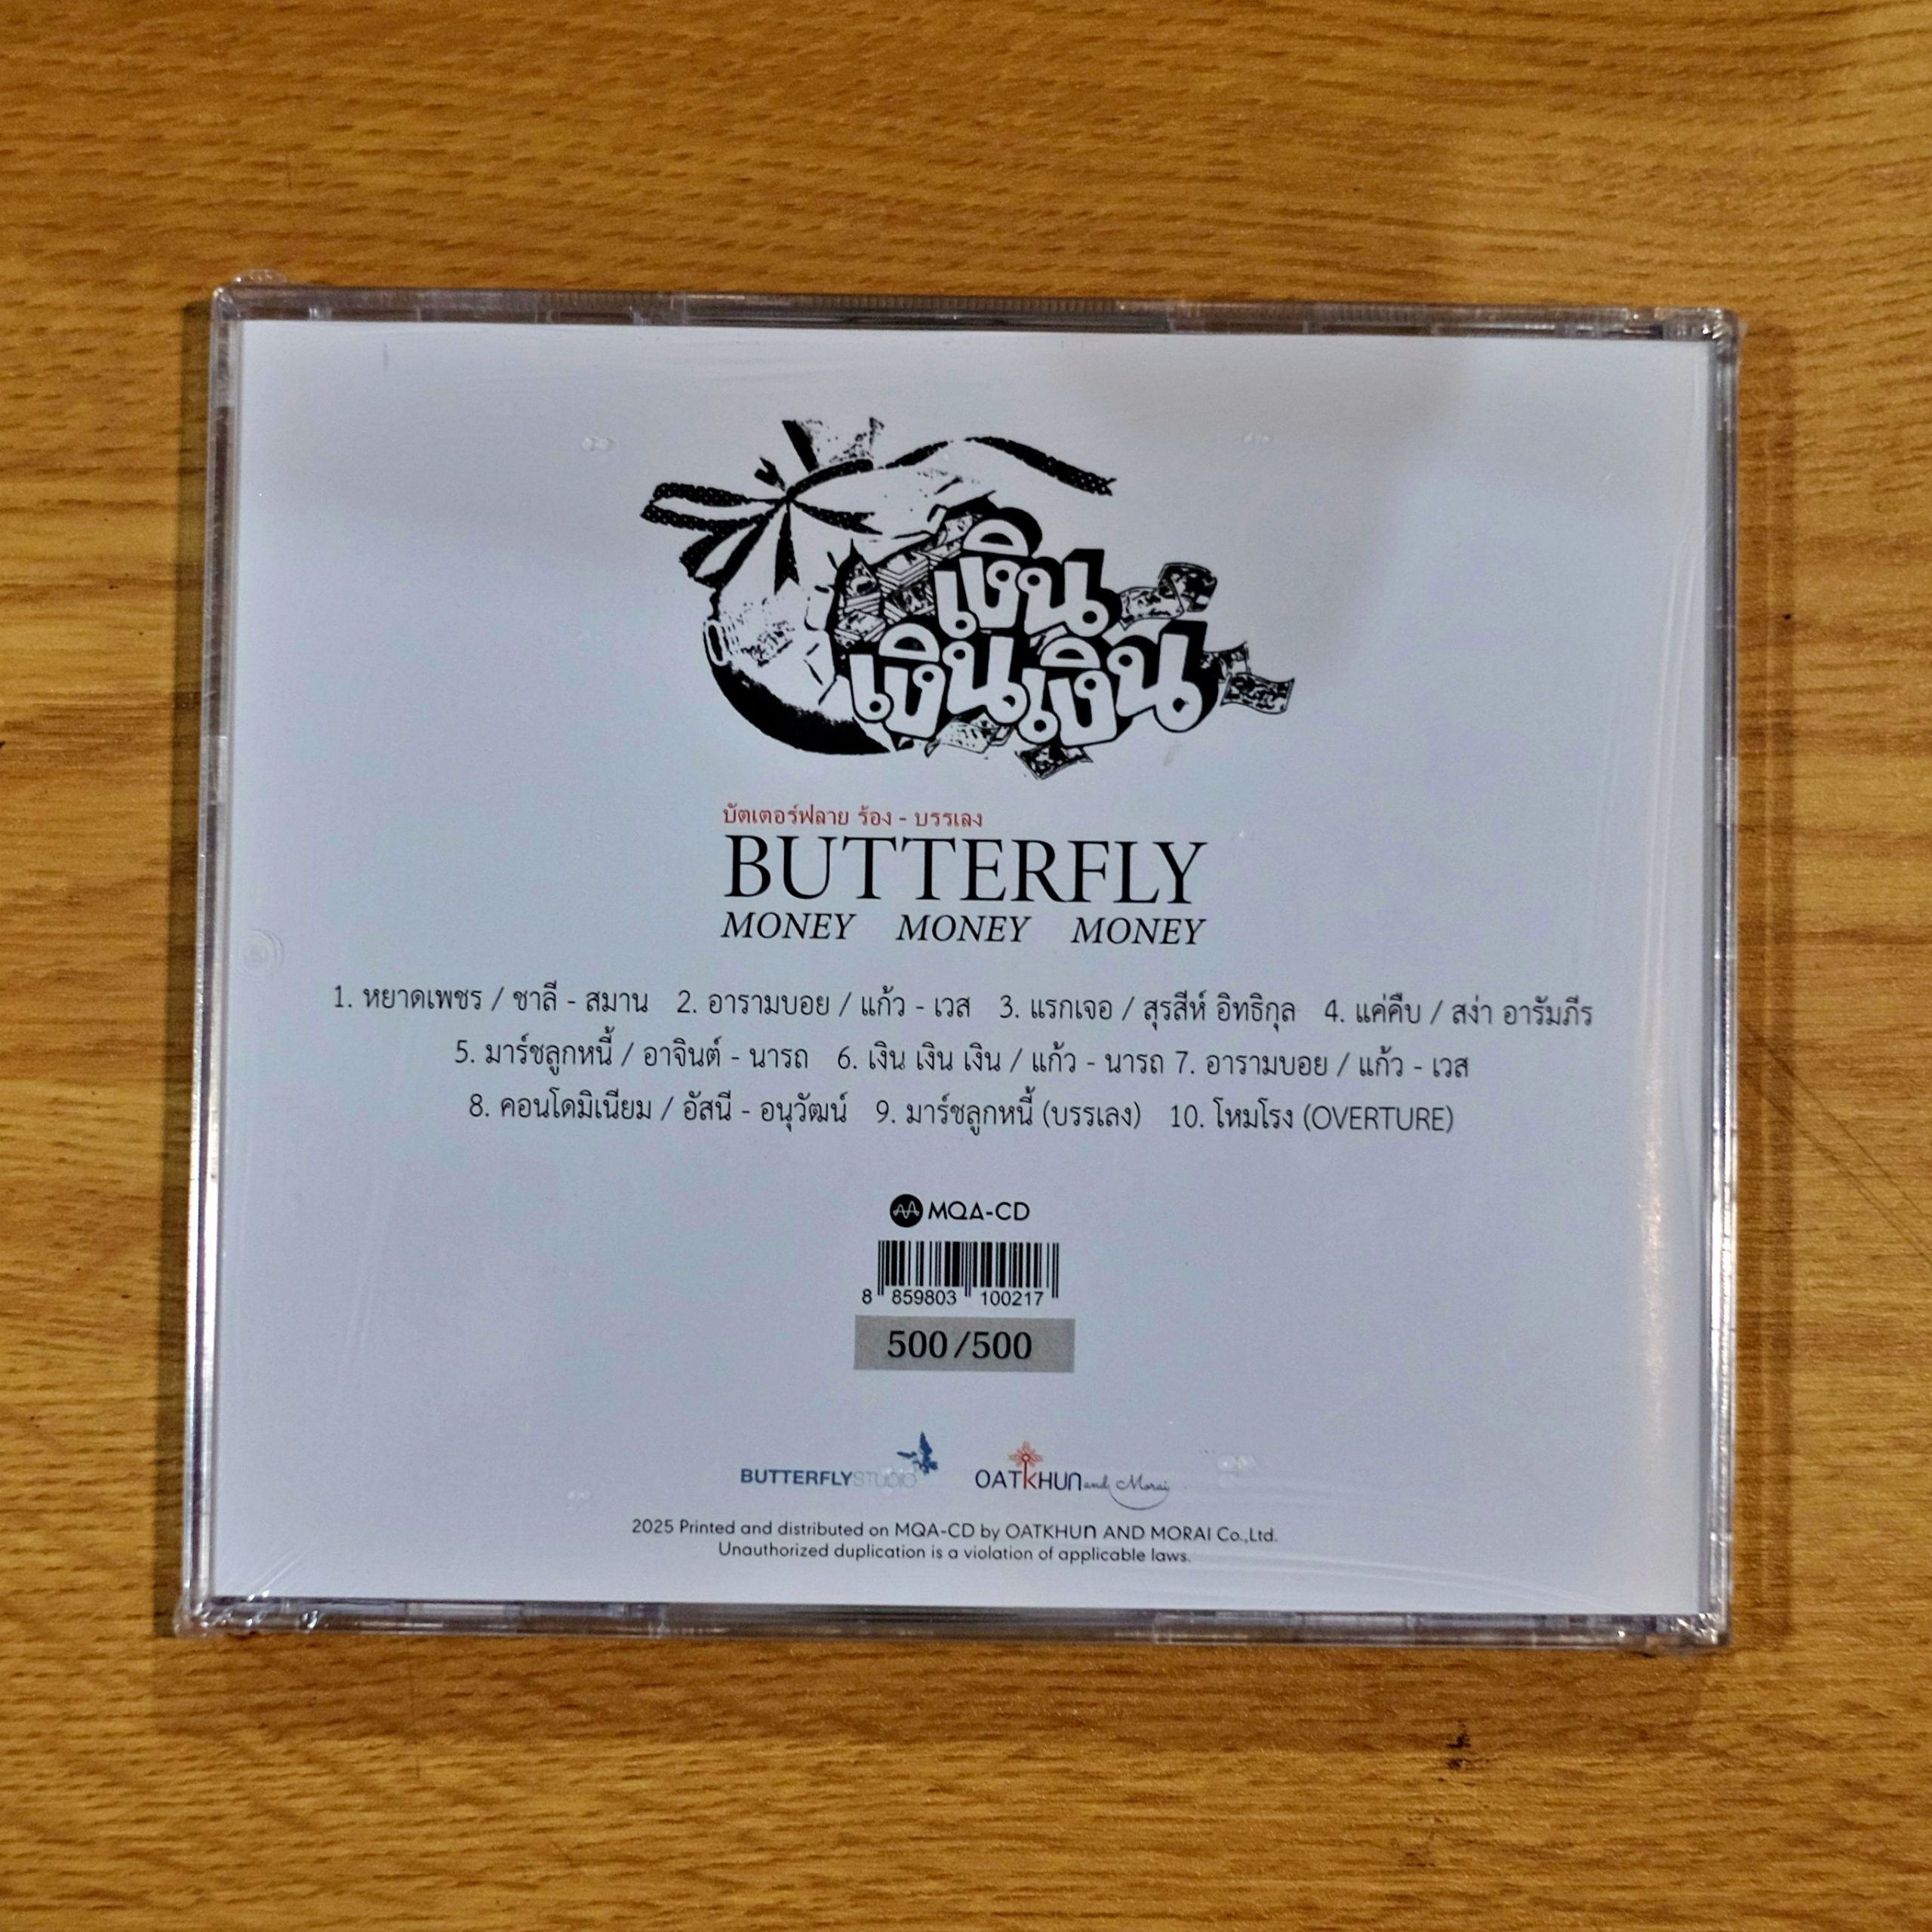 เงิน
เงินเงิน
บัตเตอร์ฟลาย ร้อง - บรรเลง
BUTTERFLY
MONEY MONEY MONEY
1. หยาดเพชร / ชาลี - สมาน 2. อารามบอย / แก้ว - เวส 3. แรกเจอ / สุรสีห์ อิทธิกุล 4. แค่คืบ / สง่า อารัมภีร
5. มาร์ชลูกหนี้ / อาจินต์ - นารถ 6. เงิน เงิน เงิน / แก้ว - นารถ 7. อารามบอย / แก้ว - เวส
8. คอนโดมิเนียม / อัสนี - อนุวัฒน์ 9. มาร์ชลูกหนี้ (บรรเลง) 10. โหมโรง (OVERTURE)
MQA-CD
8 859803 100217
500/500
BUTTERFLYSTUDIO OATKHUN and Morai
2025 Printed and distributed on MQA-CD by OATKHUN AND MORAI Co.,Ltd.
Unauthorized duplication is a violation of applicable laws.